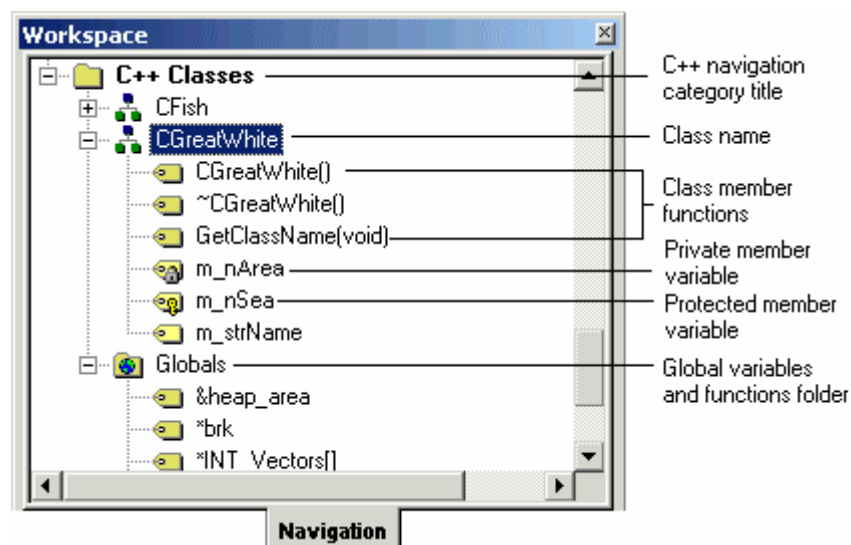 Workspace
C++ Classes
CFish
CGreatWhite
CGreatWhite()
~CGreatWhite()
GetClassName(void)
m_nArea
m_nSea
m_strName
Globals
&heap_area
*brk
*INT_Vectors[]
Navigation
C++ navigation
category title
Class name
Class member
functions
Private member
variable
Protected member
variable
Global variables
and functions folder